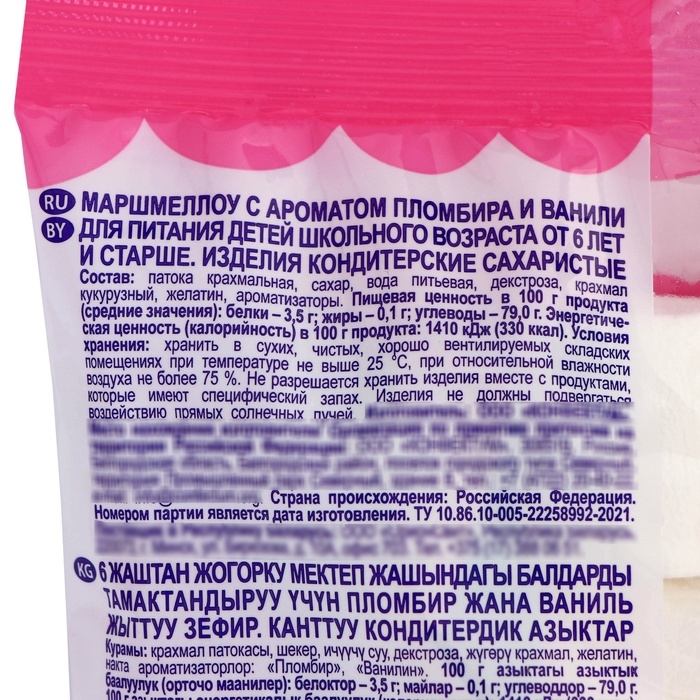 RU МАРШМЕЛЛОУ С АРОМАТОМ ПЛОМБИРА И ВАНИЛИ
BY ДЛЯ ПИТАНИЯ ДЕТЕЙ ШКОЛЬНОГО ВОЗРАСТА ОТ 6 ЛЕТ
И СТАРШЕ. ИЗДЕЛИЯ КОНДИТЕРСКИЕ САХАРИСТЫЕ
Состав: патока крахмальная, сахар, вода питьевая, декстроза, крахмал
кукурузный, желатин, ароматизаторы. Пищевая ценность в 100 г продукта
(средние значения): белки – 3,5 г; жиры – 0,1 г; углеводы – 79,0 г. Энергетиче-
ская ценность (калорийность) в 100 г продукта: 1410 кДж (330 ккал). Условия
хранения: хранить в сухих, чистых, хорошо вентилируемых складских
помещениях при температуре не выше 25 °С, при относительной влажности
воздуха не более 75 %. Не разрешается хранить изделия вместе с продуктами,
которые имеют специфический запах. Изделия не должны подвергаться
воздействию прямых солнечных лучей.
Страна происхождения: Российская Федерация.
Номером партии является дата изготовления. ТУ 10.86.10-005-22258992-2021.
KG 6 ЖАШТАН ЖОГОРКУ МЕКТЕП ЖАШЫНДАГЫ БАЛДАРДЫ
ТАМАКТАНДЫРУУ ҮЧҮН ПЛОМБИР ЖАНА ВАНИЛЬ
ЖЫТТУУ ЗЕФИР. КАНТТУУ КОНДИТЕРДИК АЗЫКТАР
Курамы: крахмал патокасы, шекер, ичүүчү суу, декстроза, жүгөрү крахмал, желатин,
накта ароматизаторлор: «Пломбир», «Ванилин». 100 г азыктагы азыктык
баалуулук (орточо маанилер): белоктор – 3,5 г; майлар – 0,1 г; углеводдор – 79,0 г